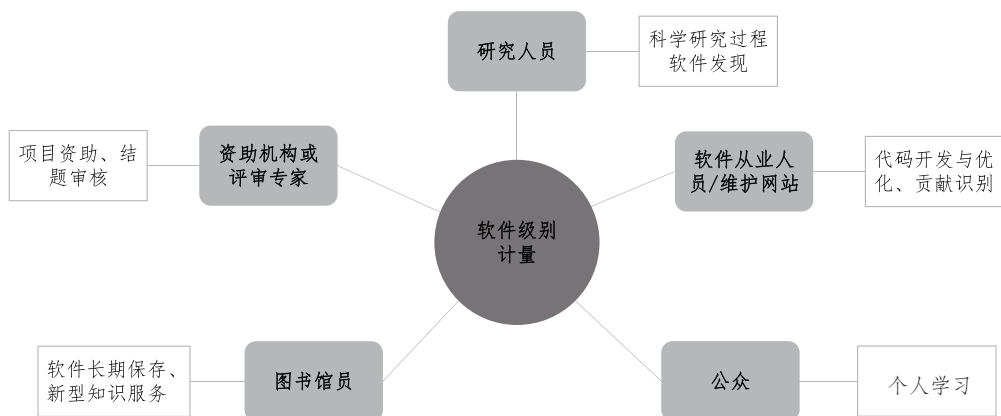 研究人员
科学研究过程
软件发现
项目资助、结
题审核
资助机构或
评审专家
软件从业人
员/维护网站
代码开发与优
化、贡献识别
软件级别
计量
软件长期保存、
新型知识服务
图书馆员
公众
个人学习